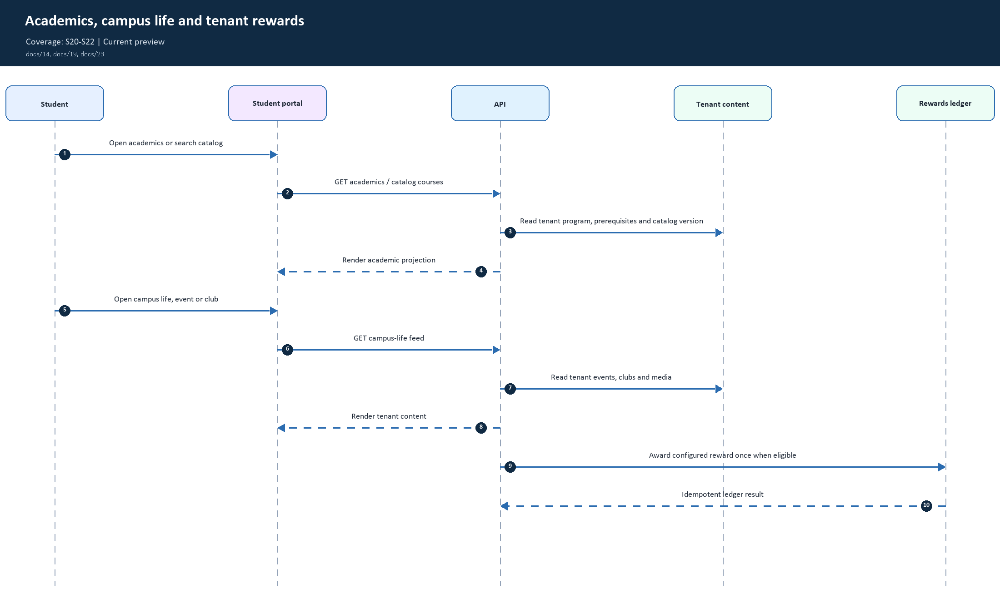 Academics, campus life and tenant rewards
Coverage: S20-S22 | Current preview
docs/14, docs/19, docs/23
Student
Student portal
API
Tenant content
Rewards ledger
Open academics or search catalog
1
GET academics / catalog courses
2
Read tenant program, prerequisites and catalog version
3
Render academic projection
4
Open campus life, event or club
5
GET campus-life feed
6
Read tenant events, clubs and media
7
Render tenant content
8
Award configured reward once when eligible
9
Idempotent ledger result
10